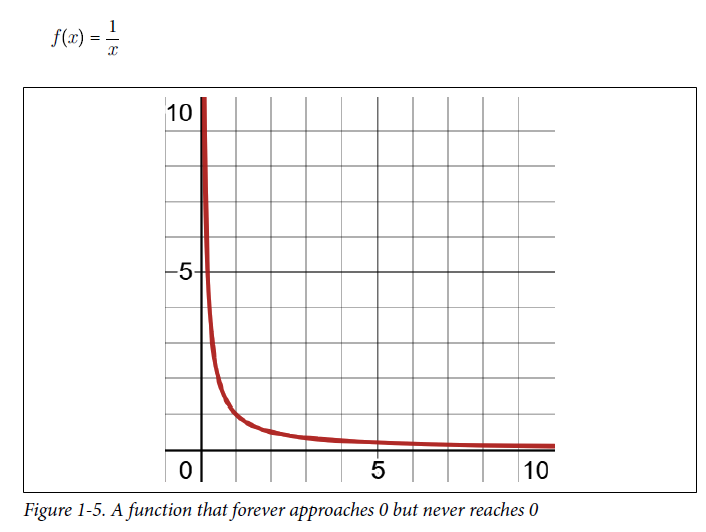 f(x) = 1/x
10
5
0
5
10
Figure 1-5. A function that forever approaches 0 but never reaches 0